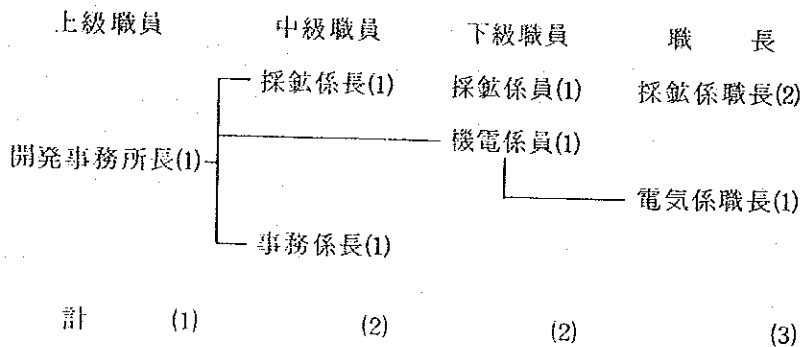 上級職員 中級職員 下級職員 職長
採鉱係長(1) 採鉱係員(1) 採鉱係職長(2)
開発事務所長(1) 機電係員(1)
電気係職長(1)
事務係長(1)
計 (1) (2) (2) (3)